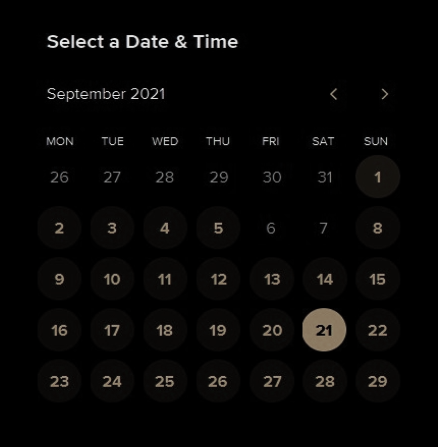 Select a Date & Time
September 2021
MON TUE WED THU FRI SAT SUN
26 27 28 29 30 31 1
2 3 4 5 6 7 8
9 10 11 12 13 14 15
16 17 18 19 20 21 22
23 24 25 26 27 28 29